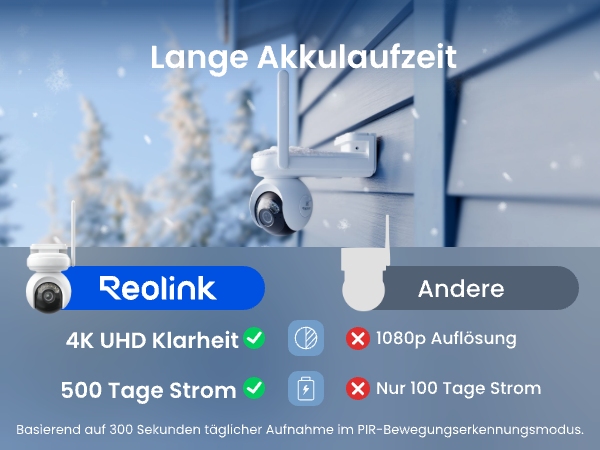 Lange Akkulaufzeit
Reolink
Andere
4K UHD Klarheit
1080p Auflösung
500 Tage Strom
Nur 100 Tage Strom
Basierend auf 300 Sekunden täglicher Aufnahme im PIR-Bewegungserkennungsmodus.